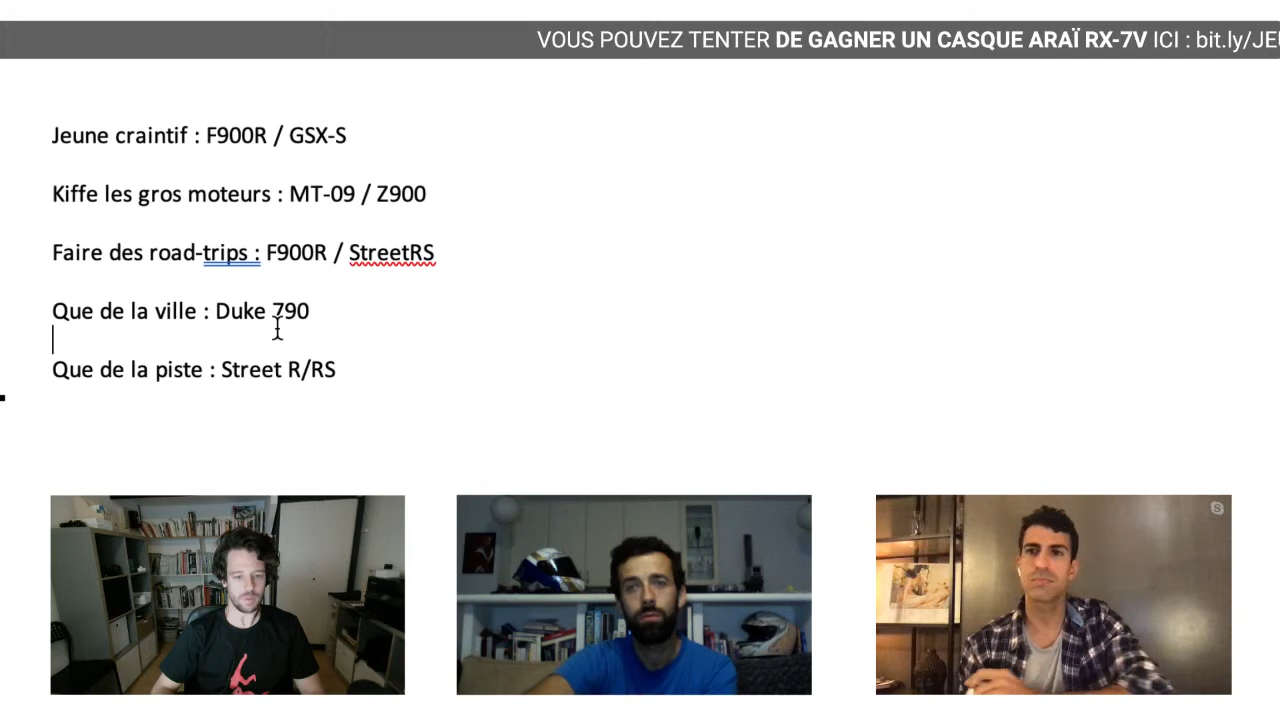 VOUS POUVEZ TENTER DE GAGNER UN CASQUE ARAÏ RX-7V ICI : bit.ly/JEU
Jeune craintif : F900R / GSX-S
Kiffe les gros moteurs : MT-09 / Z900
Faire des road-trips : F900R / StreetRS
Que de la ville : Duke 790
Que de la piste : Street R/RS